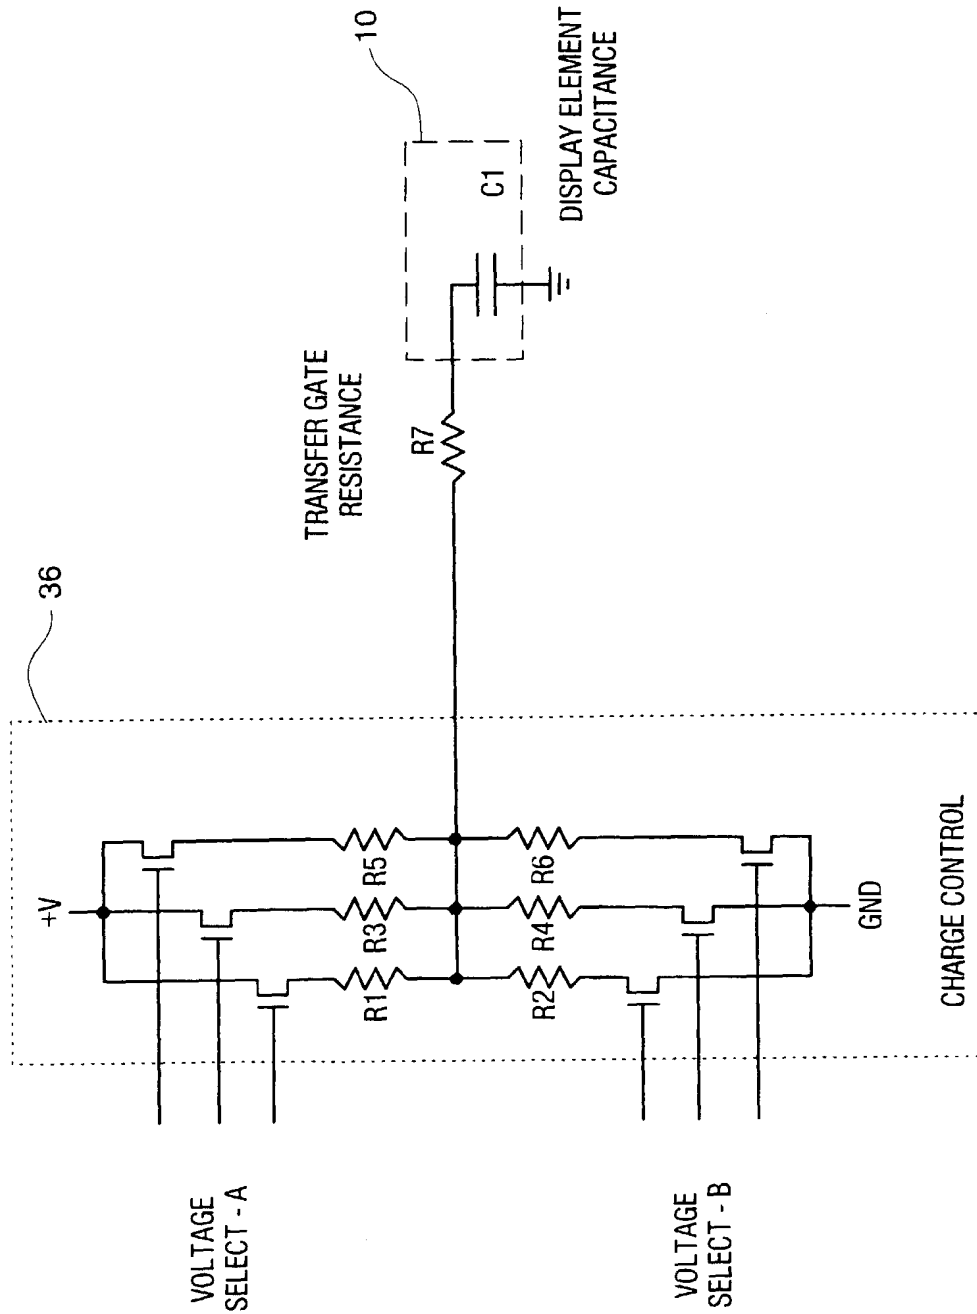 36
10
+V
VOLTAGE
SELECT - A
R1
R3
R5
TRANSFER GATE
RESISTANCE
R7
C1
DISPLAY ELEMENT
CAPACITANCE
R2
R4
R6
VOLTAGE
SELECT - B
GND
CHARGE CONTROL